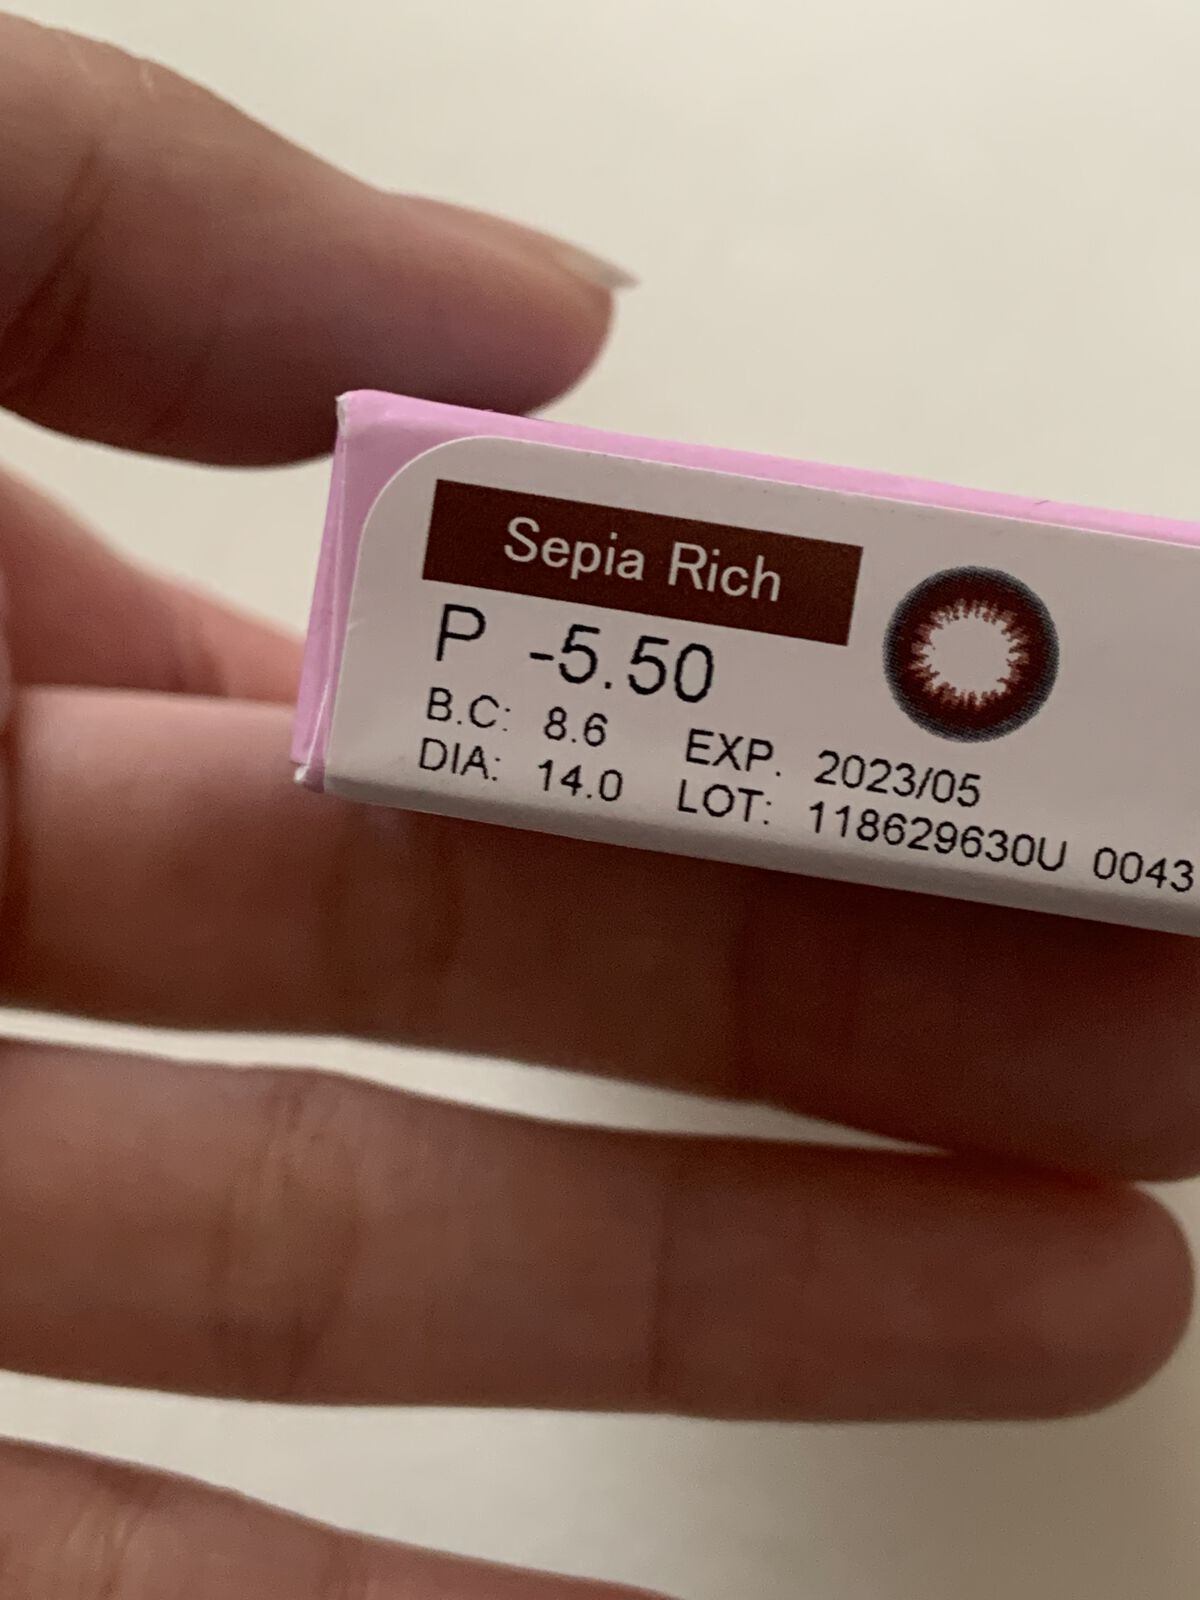 Sepia Rich
P -5.50
B.C: 8.6 EXP. 2023/05
DIA: 14.0 LOT: 118629630U 0043